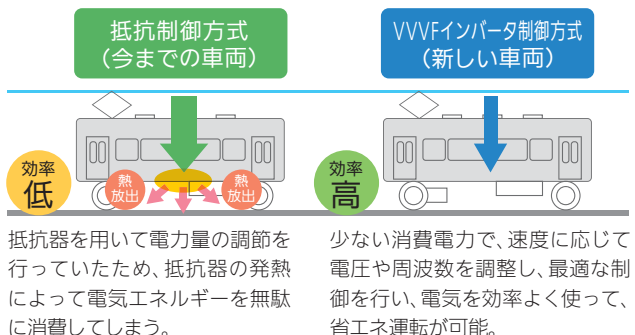 抵抗制御方式
（今までの車両）
VVVFインバータ制御方式
（新しい車両）
効率
低
熱
放出
熱
放出
効率
高
抵抗器を用いて電力量の調節を
行っていたため、抵抗器の発熱
によって電気エネルギーを無駄
に消費してしまう。
少ない消費電力で、速度に応じて
電圧や周波数を調整し、最適な制
御を行い、電気を効率よく使って、
省エネ運転が可能。